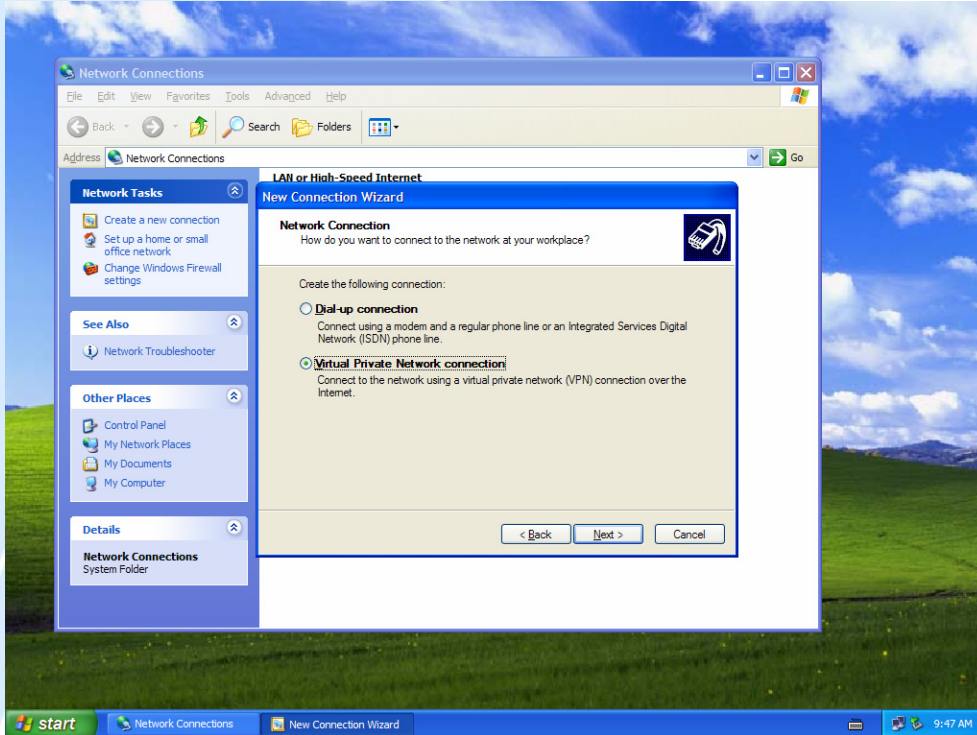 Network Connections
File Edit View Favorites Tools Advanced Help
Back Search Folders
Address Network Connections Go
LAN or High-Speed Internet
Network Tasks
Create a new connection
Set up a home or small
office network
Change Windows Firewall
settings
See Also
Network Troubleshooter
Other Places
Control Panel
My Network Places
My Documents
My Computer
Details
Network Connections
System Folder
New Connection Wizard
Network Connection
How do you want to connect to the network at your workplace?
Create the following connection:
Dial-up connection
Connect using a modem and a regular phone line or an Integrated Services Digital
Network (ISDN) phone line.
Virtual Private Network connection
Connect to the network using a virtual private network (VPN) connection over the
Internet.
< Back Next > Cancel
start Network Connections New Connection Wizard 9:47 AM